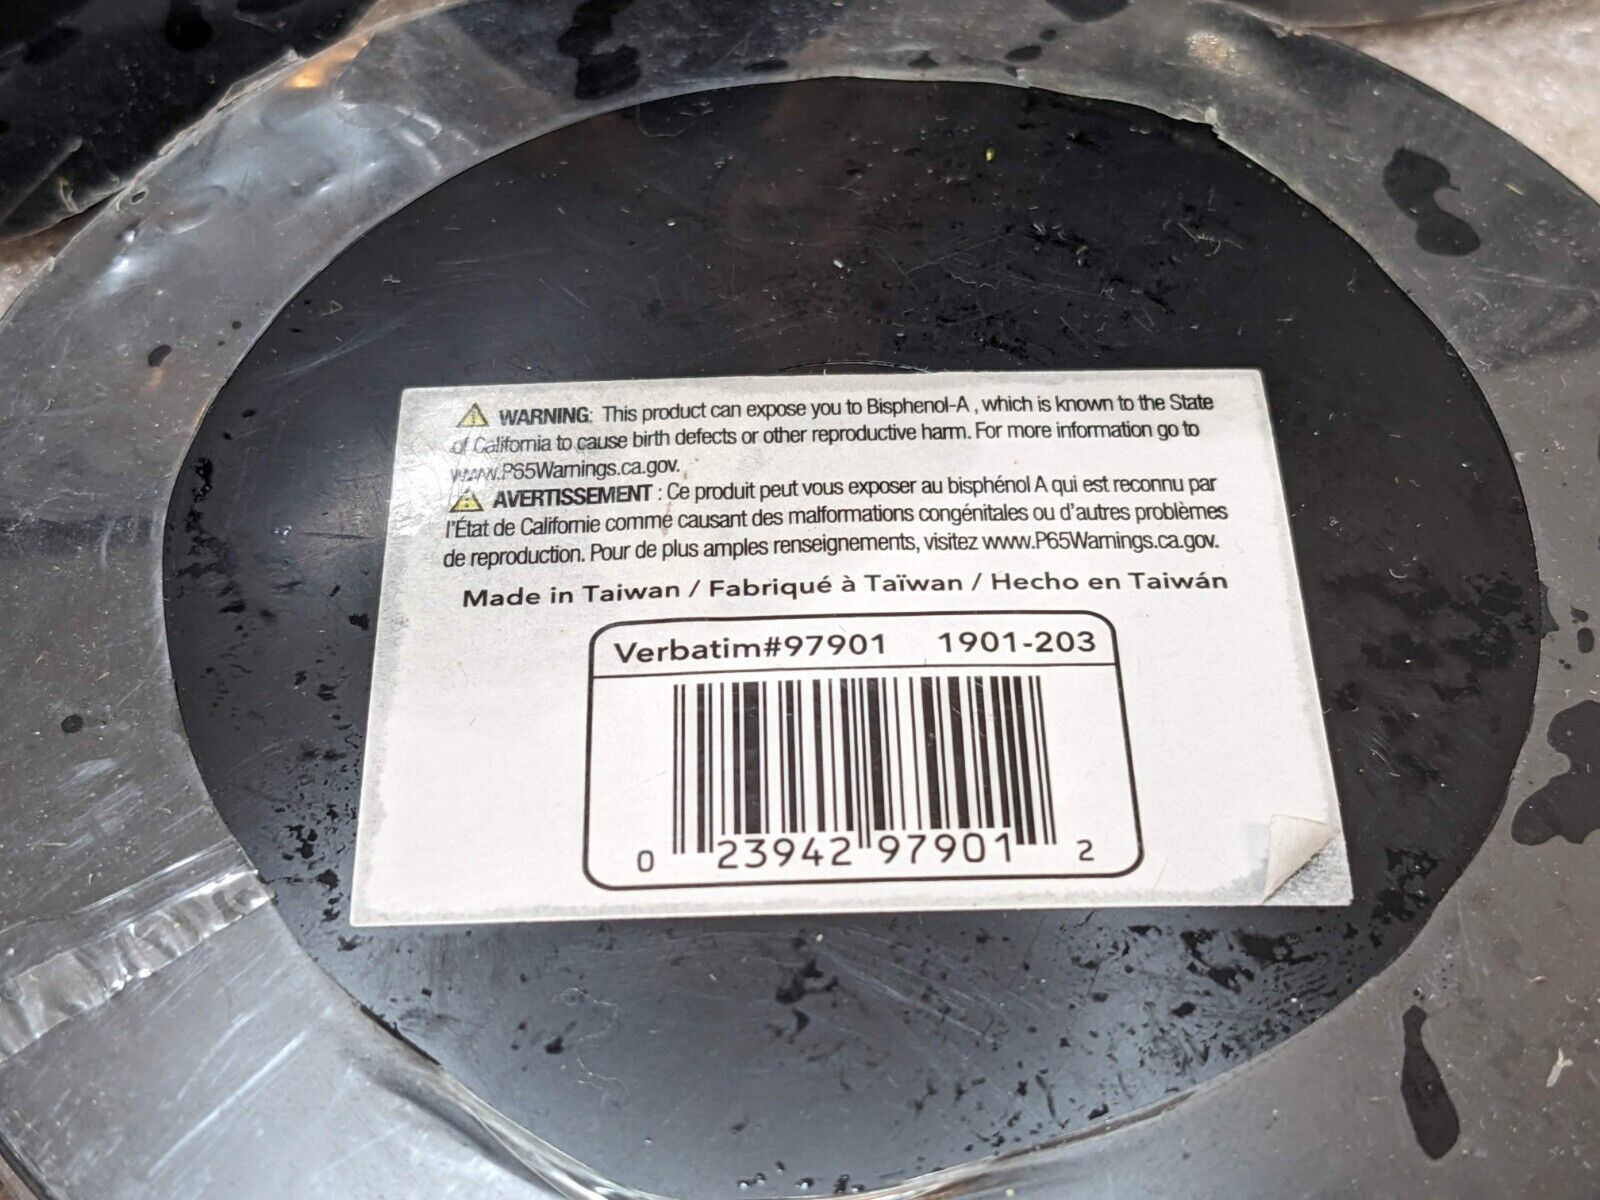 WARNING: This product can expose you to Bisphenol-A , which is known to the State
of California to cause birth defects or other reproductive harm. For more information go to
www.P65Warnings.ca.gov.
AVERTISSEMENT : Ce produit peut vous exposer au bisphénol A qui est reconnu par
l'État de Californie comme causant des malformations congénitales ou d'autres problèmes
de reproduction. Pour de plus amples renseignements, visitez www.P65Warnings.ca.gov.
Made in Taiwan / Fabriqué à Taïwan / Hecho en Taiwán
Verbatim#97901 1901-203
0 23942 97901 2